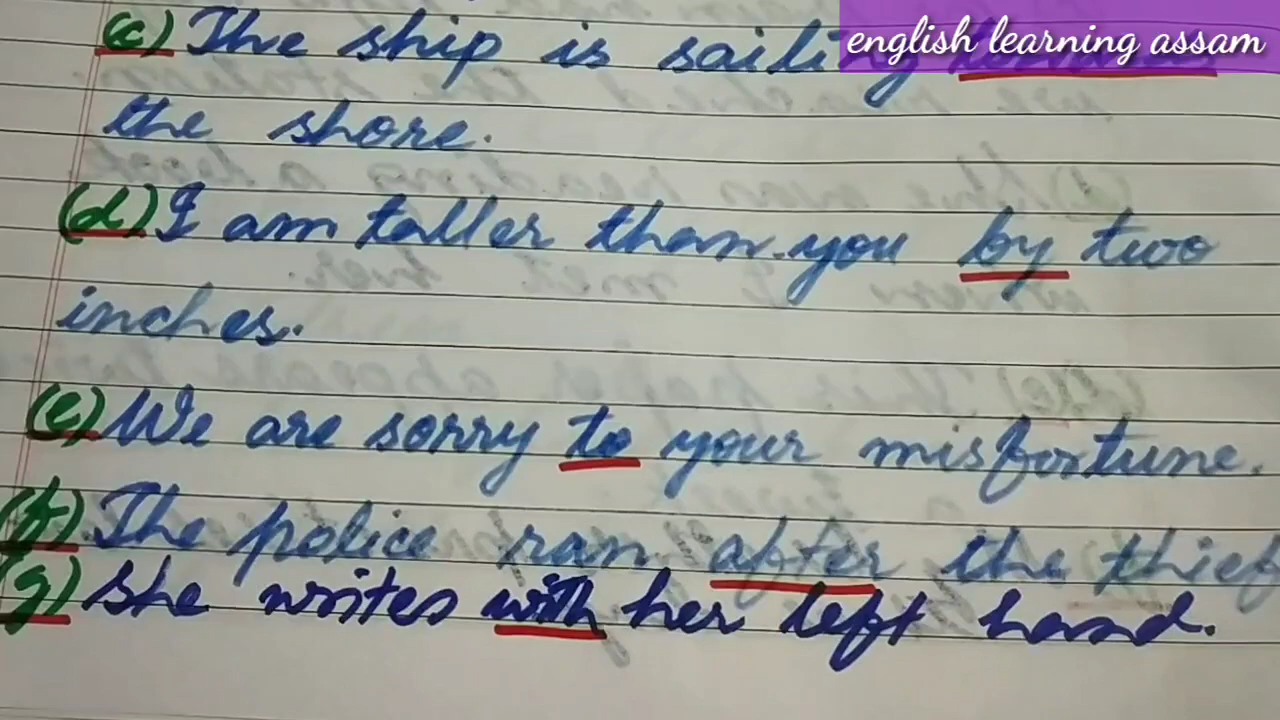 english learning assam
(c) The ship is sailing
the shore.
(d) I am taller than you by two
inches.
(e) We are sorry to your misfortune.
(f) The police ran after the thief
(g) She writes with her left hand.